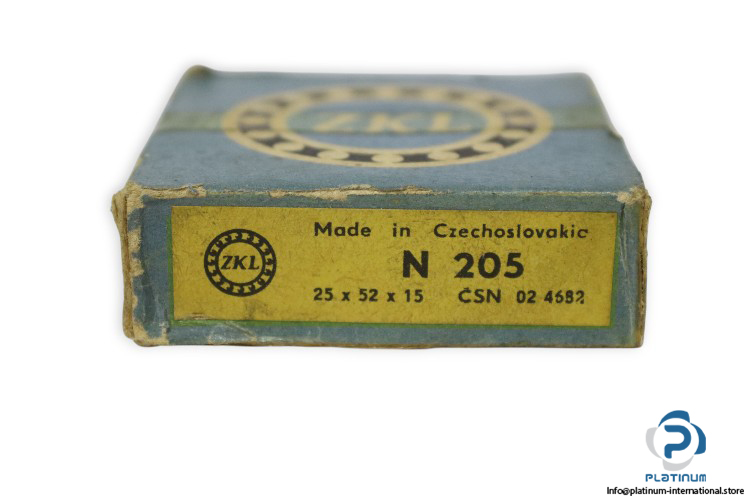 ZKL
Made in Czechoslovakia
ZKL
N 205
25 x 52 x 15 ČSN 02 4682
PLATINUM
Info@platinum-international.store